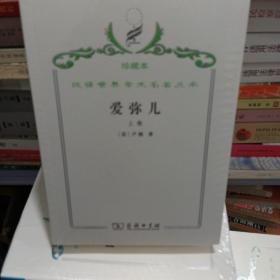 珍藏本
汉译世界学术名著丛书
爱弥儿
上卷
〔法〕卢梭 著
商务印书馆